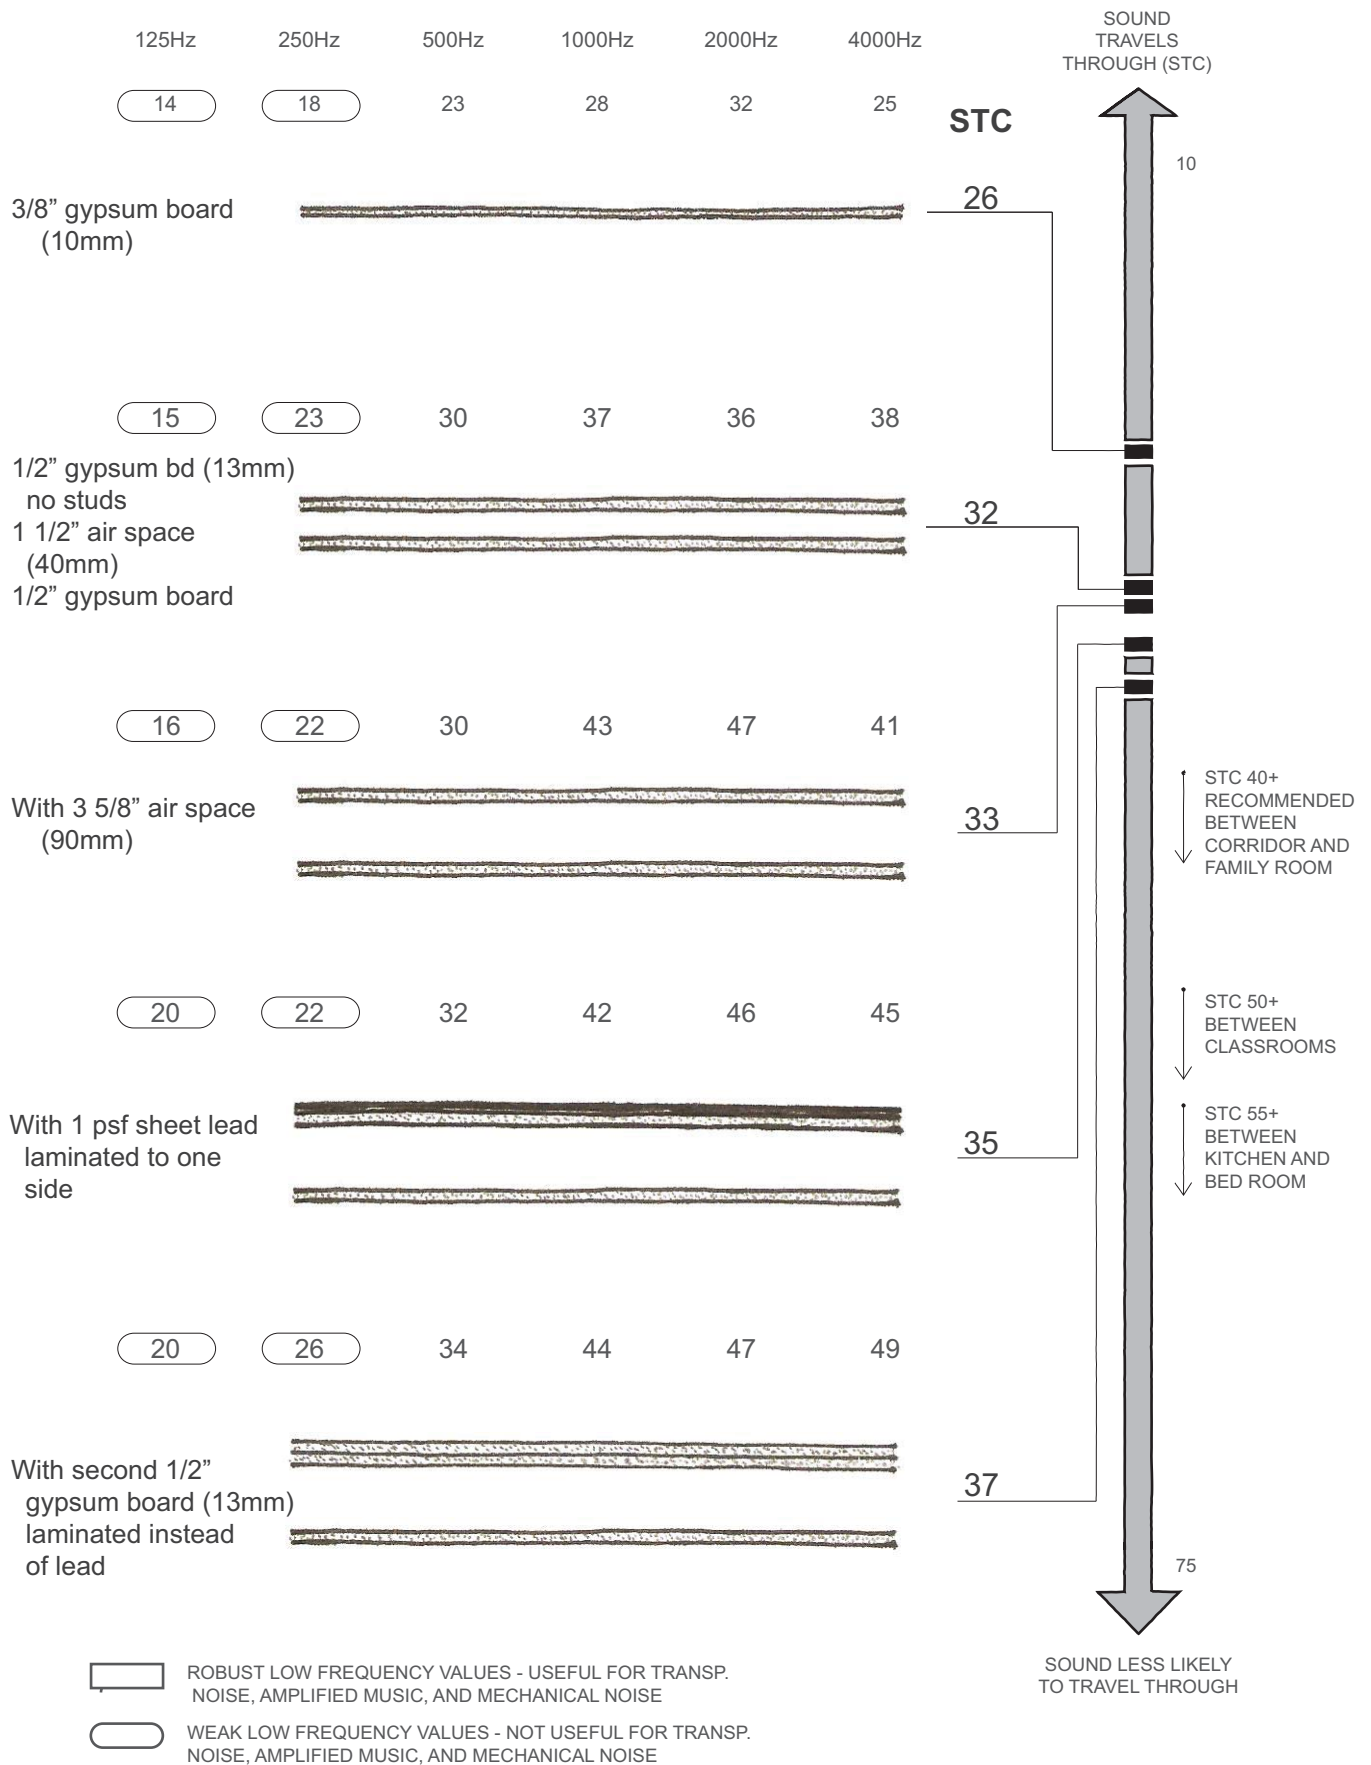 125Hz 250Hz 500Hz 1000Hz 2000Hz 4000Hz
SOUND
TRAVELS
THROUGH (STC)
14 18 23 28 32 25
STC
10
3/8” gypsum board
(10mm)
26
15 23 30 37 36 38
1/2” gypsum bd (13mm)
no studs
1 1/2” air space
(40mm)
1/2” gypsum board
32
16 22 30 43 47 41
With 3 5/8” air space
(90mm)
33
STC 40+
RECOMMENDED
BETWEEN
CORRIDOR AND
FAMILY ROOM
20 22 32 42 46 45
STC 50+
BETWEEN
CLASSROOMS
With 1 psf sheet lead
laminated to one
side
35
STC 55+
BETWEEN
KITCHEN AND
BED ROOM
20 26 34 44 47 49
With second 1/2”
gypsum board (13mm)
laminated instead
of lead
37
75
SOUND LESS LIKELY
TO TRAVEL THROUGH
ROBUST LOW FREQUENCY VALUES - USEFUL FOR TRANSP.
NOISE, AMPLIFIED MUSIC, AND MECHANICAL NOISE
WEAK LOW FREQUENCY VALUES - NOT USEFUL FOR TRANSP.
NOISE, AMPLIFIED MUSIC, AND MECHANICAL NOISE